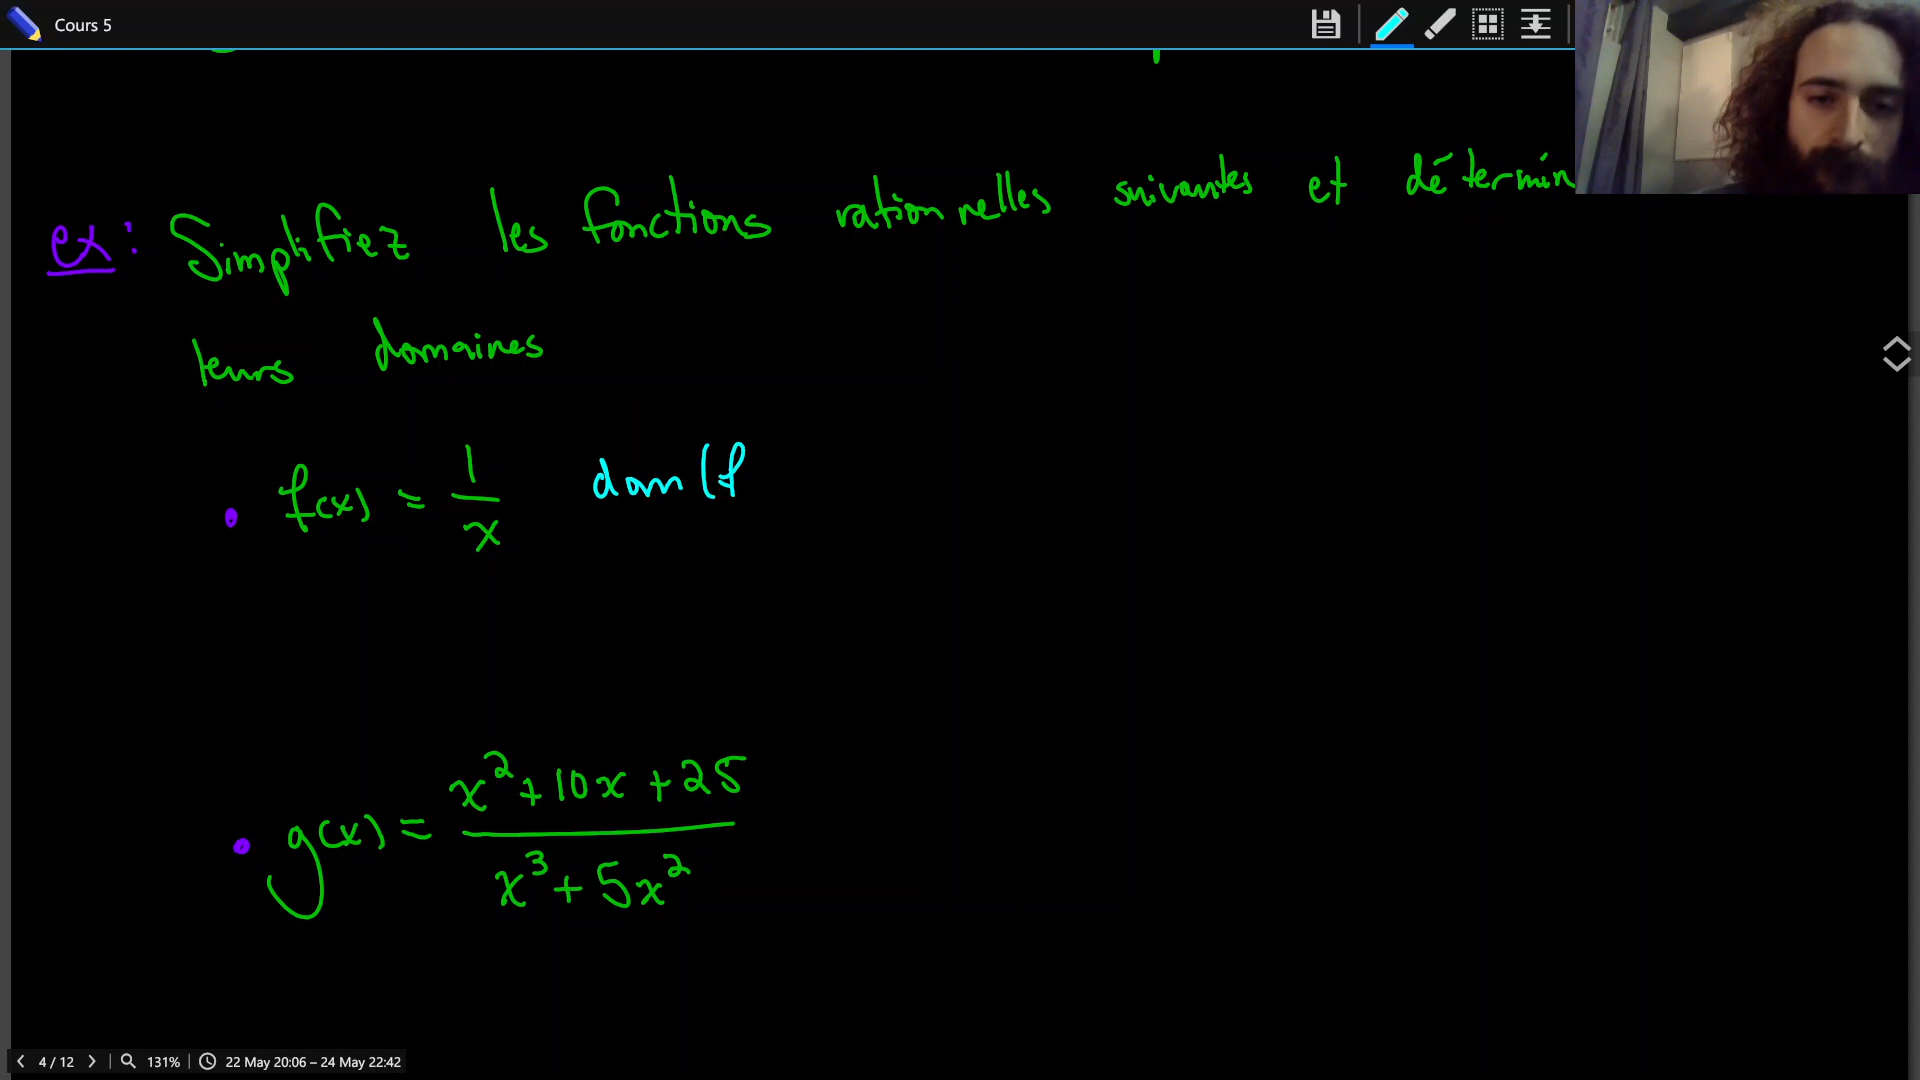 Cours 5
ex: Simplifiez les fonctions rationnelles suivantes et détermin
leurs domaines
• f(x) = 1/x dom (f
• g(x) = x²+10x+25 / x³+5x²
4 / 12 131% 22 May 20:06 – 24 May 22:42